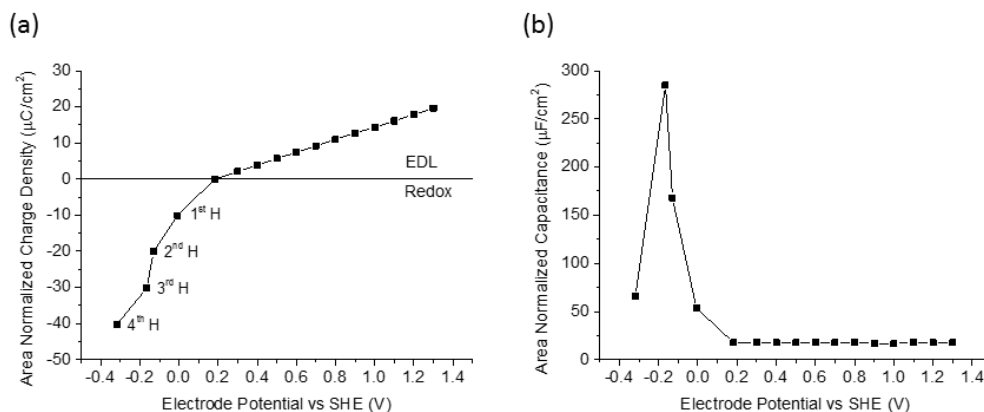 (a)
30
20
10
0
-10
-20
-30
-40
-50
Area Normalized Charge Density (μC/cm²)
EDL
Redox
1st H
2nd H
3rd H
4th H
-0.4 -0.2 0.0 0.2 0.4 0.6 0.8 1.0 1.2 1.4
Electrode Potential vs SHE (V)
(b)
300
250
200
150
100
50
0
Area Normalized Capacitance (μF/cm²)
-0.4 -0.2 0.0 0.2 0.4 0.6 0.8 1.0 1.2 1.4
Electrode Potential vs SHE (V)